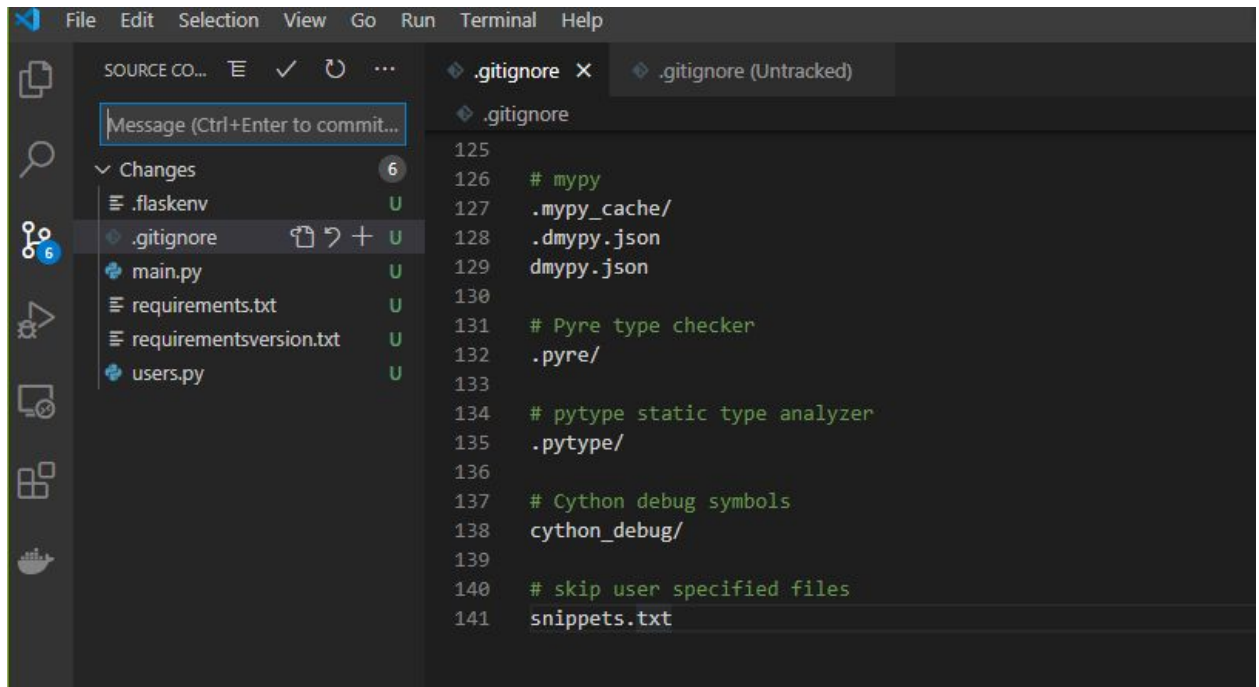 File Edit Selection View Go Run Terminal Help
SOURCE CO...
Message (Ctrl+Enter to commit...
Changes 6
.flaskenv U
.gitignore U
main.py U
requirements.txt U
requirementsversion.txt U
users.py U
6
.gitignore .gitignore (Untracked)
.gitignore
125
126 # mypy
127 .mypy_cache/
128 .dmypy.json
129 dmypy.json
130
131 # Pyre type checker
132 .pyre/
133
134 # pytype static type analyzer
135 .pytype/
136
137 # Cython debug symbols
138 cython_debug/
139
140 # skip user specified files
141 snippets.txt